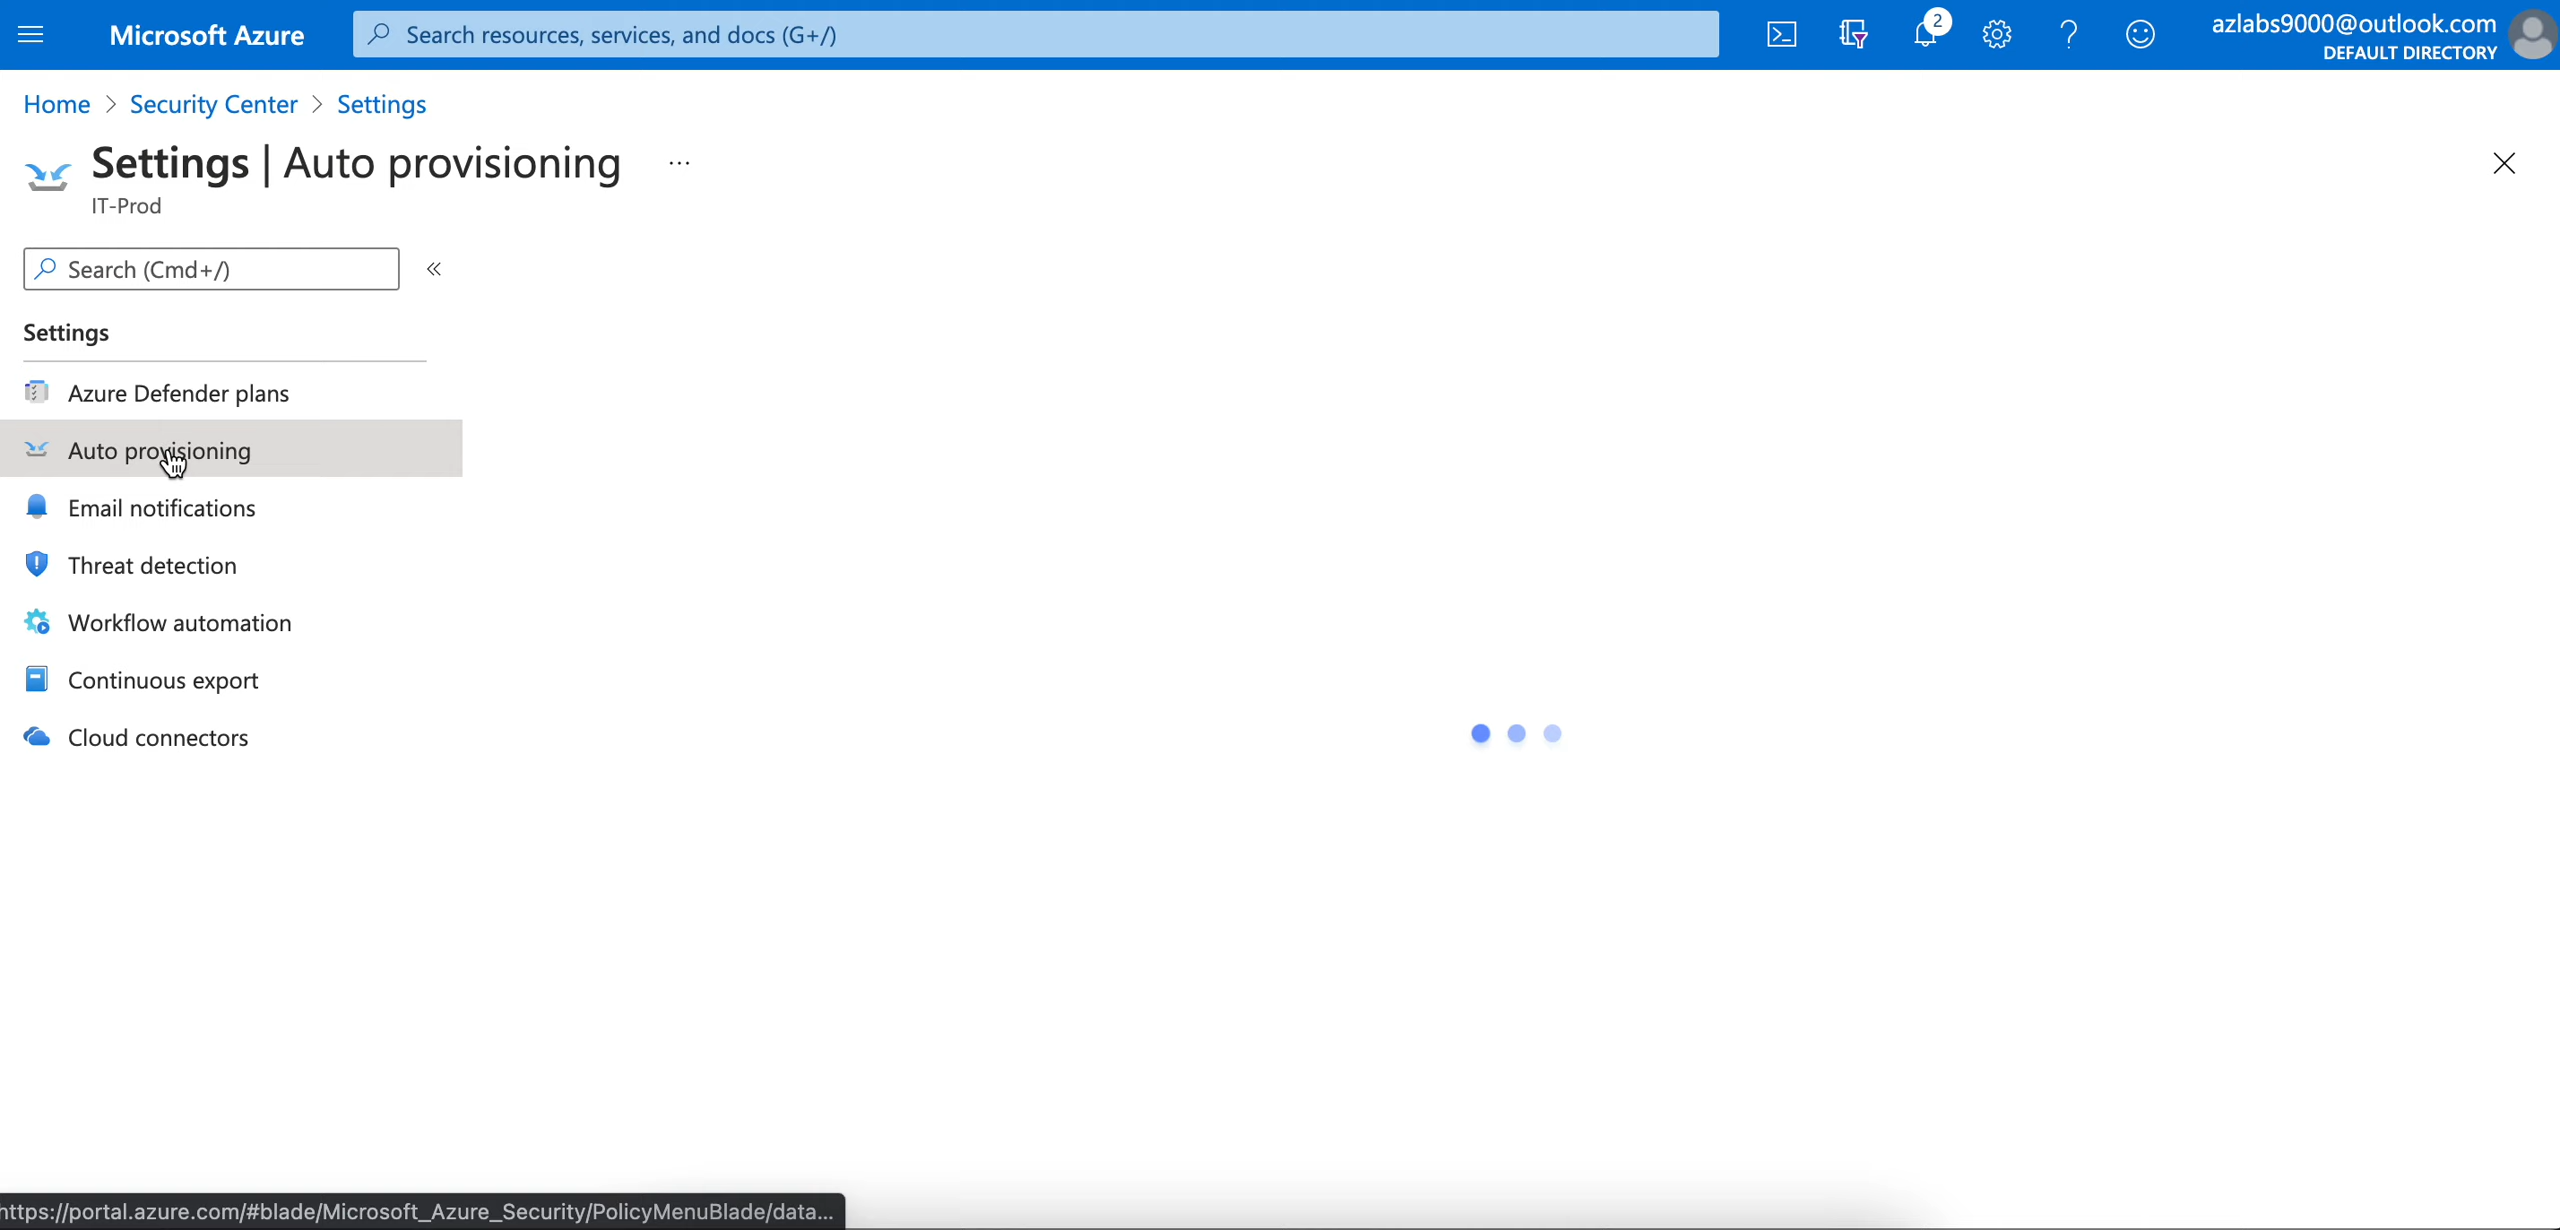 Microsoft Azure
Search resources, services, and docs (G+/)
2
azlabs9000@outlook.com
DEFAULT DIRECTORY
Home > Security Center > Settings
Settings | Auto provisioning ...
IT-Prod
Search (Cmd+/)
«
Settings
Azure Defender plans
Auto provisioning
Email notifications
Threat detection
Workflow automation
Continuous export
Cloud connectors
https://portal.azure.com/#blade/Microsoft_Azure_Security/PolicyMenuBlade/data...